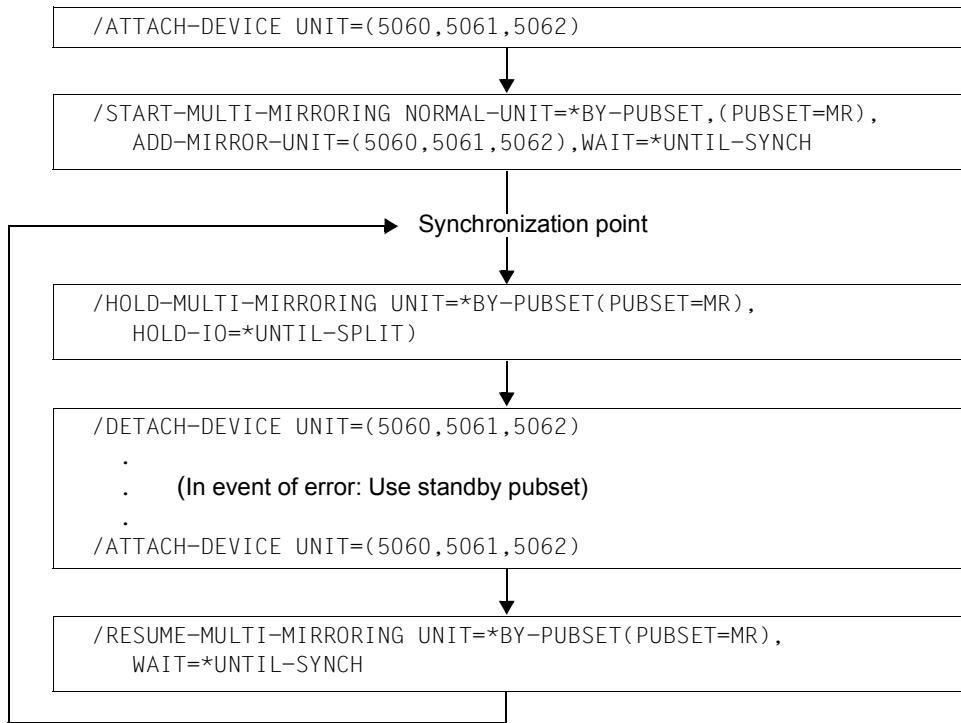 /ATTACH-DEVICE UNIT=(5060,5061,5062)
/START-MULTI-MIRRORING NORMAL-UNIT=*BY-PUBSET,(PUBSET=MR),
ADD-MIRROR-UNIT=(5060,5061,5062),WAIT=*UNTIL-SYNCH
Synchronization point
/HOLD-MULTI-MIRRORING UNIT=*BY-PUBSET(PUBSET=MR),
HOLD-IO=*UNTIL-SPLIT)
/DETACH-DEVICE UNIT=(5060,5061,5062)
.
. (In event of error: Use standby pubset)
.
/ATTACH-DEVICE UNIT=(5060,5061,5062)
/RESUME-MULTI-MIRRORING UNIT=*BY-PUBSET(PUBSET=MR),
WAIT=*UNTIL-SYNCH